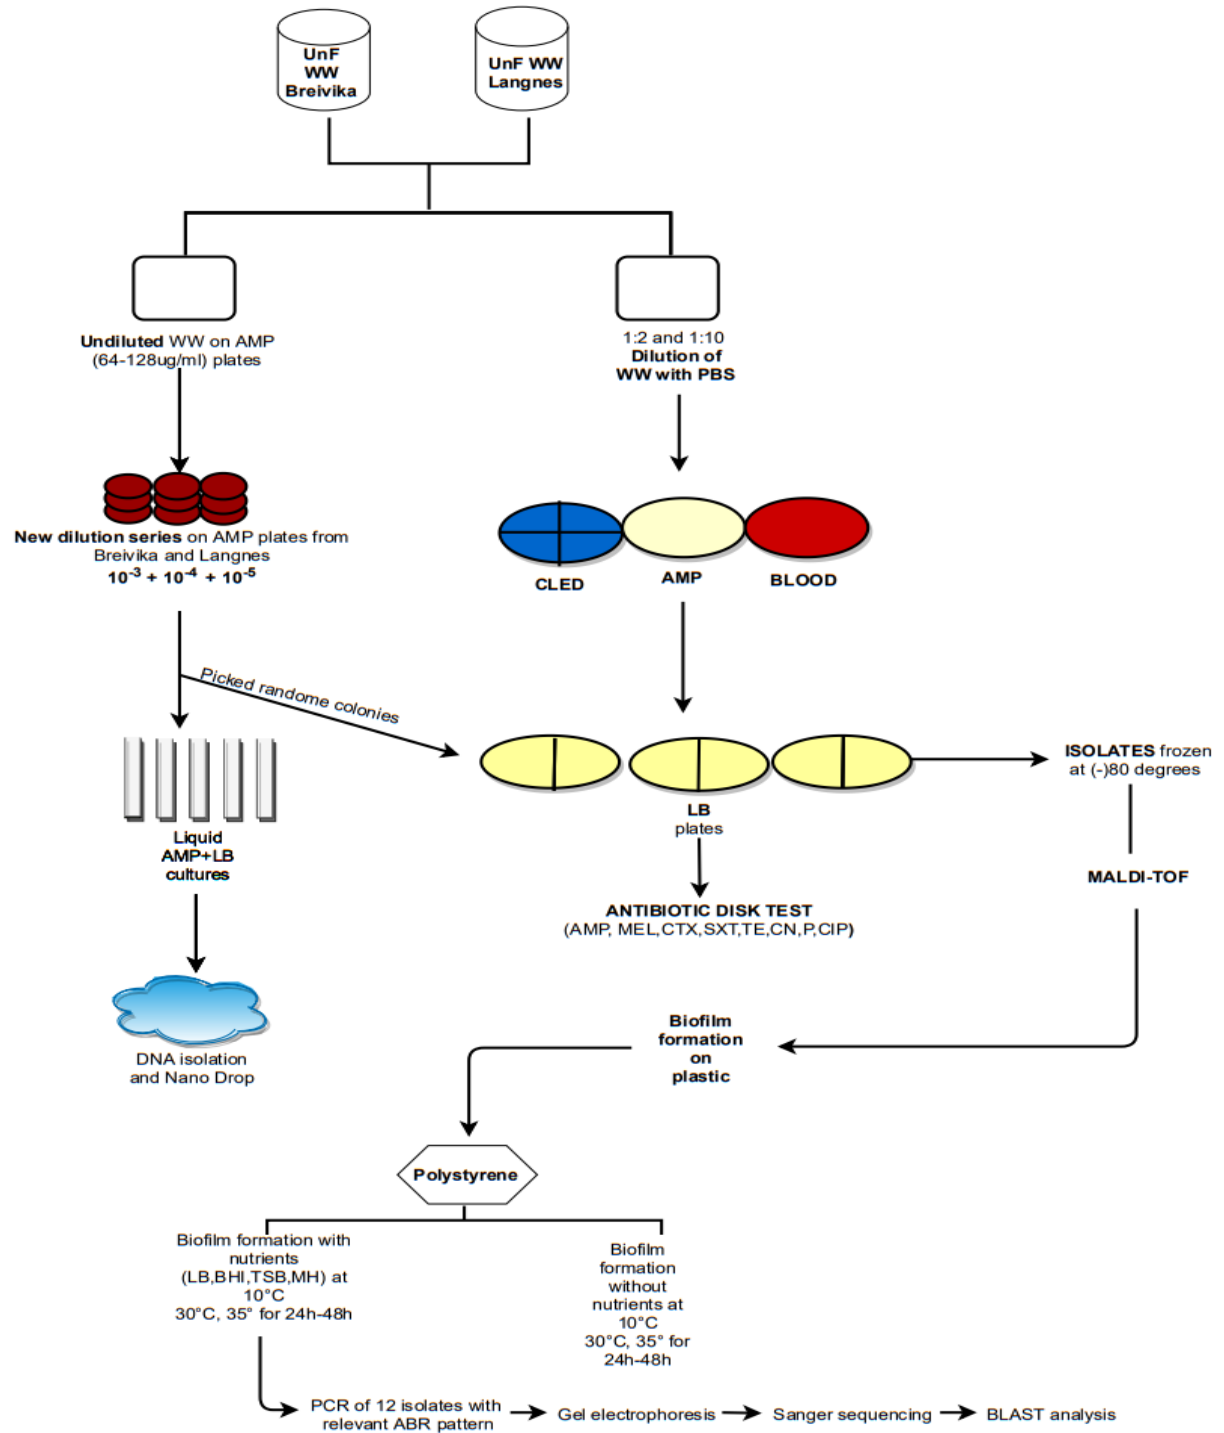 UnF
WW
Breivika
UnF WW
Langnes
Undiluted WW on AMP
(64-128ug/ml) plates
1:2 and 1:10
Dilution of
WW with PBS
New dilution series on AMP plates from
Breivika and Langnes
10⁻³ + 10⁻⁴ + 10⁻⁵
CLED
AMP
BLOOD
Picked randome colonies
Liquid
AMP+LB
cultures
LB
plates
ISOLATES frozen
at (-)80 degrees
MALDI-TOF
ANTIBIOTIC DISK TEST
(AMP, MEL,CTX,SXT,TE,CN,P,CIP)
DNA isolation
and Nano Drop
Biofilm
formation
on
plastic
Polystyrene
Biofilm formation with
nutrients
(LB,BHI,TSB,MH) at
10°C
30°C, 35° for 24h-48h
Biofilm
formation
without
nutrients at
10°C
30°C, 35° for
24h-48h
PCR of 12 isolates with
relevant ABR pattern
Gel electrophoresis
Sanger sequencing
BLAST analysis